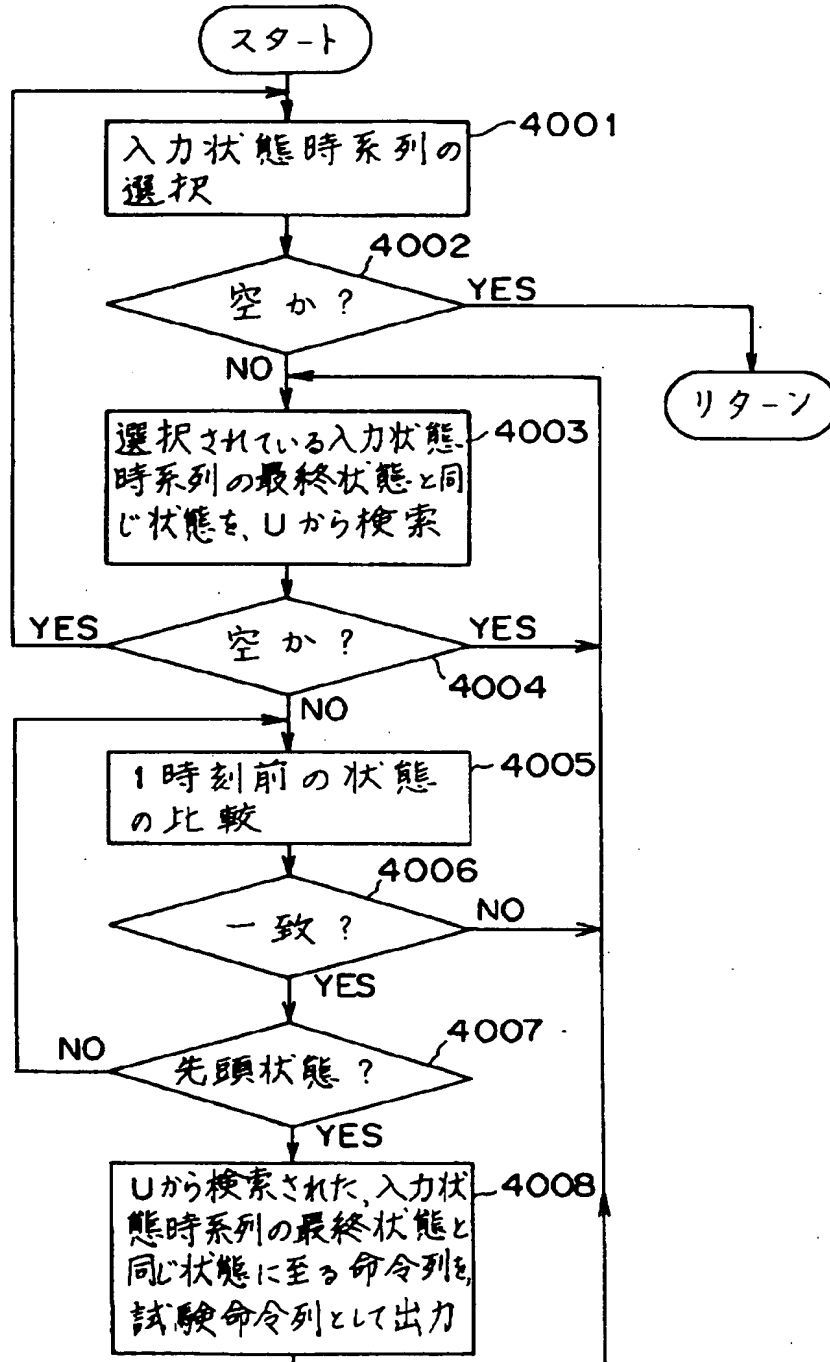 スタート
4001
入力状態時系列の
選択
4002
空か?
YES
NO
リターン
4003
選択されている入力状態
時系列の最終状態と同
じ状態を、Uから検索
YES
空か?
YES
4004
NO
4005
1時刻前の状態
の比較
4006
一致?
NO
YES
4007
NO
先頭状態?
YES
4008
Uから検索された、入力状
態時系列の最終状態と
同じ状態に至る命令列を、
試験命令列として出力